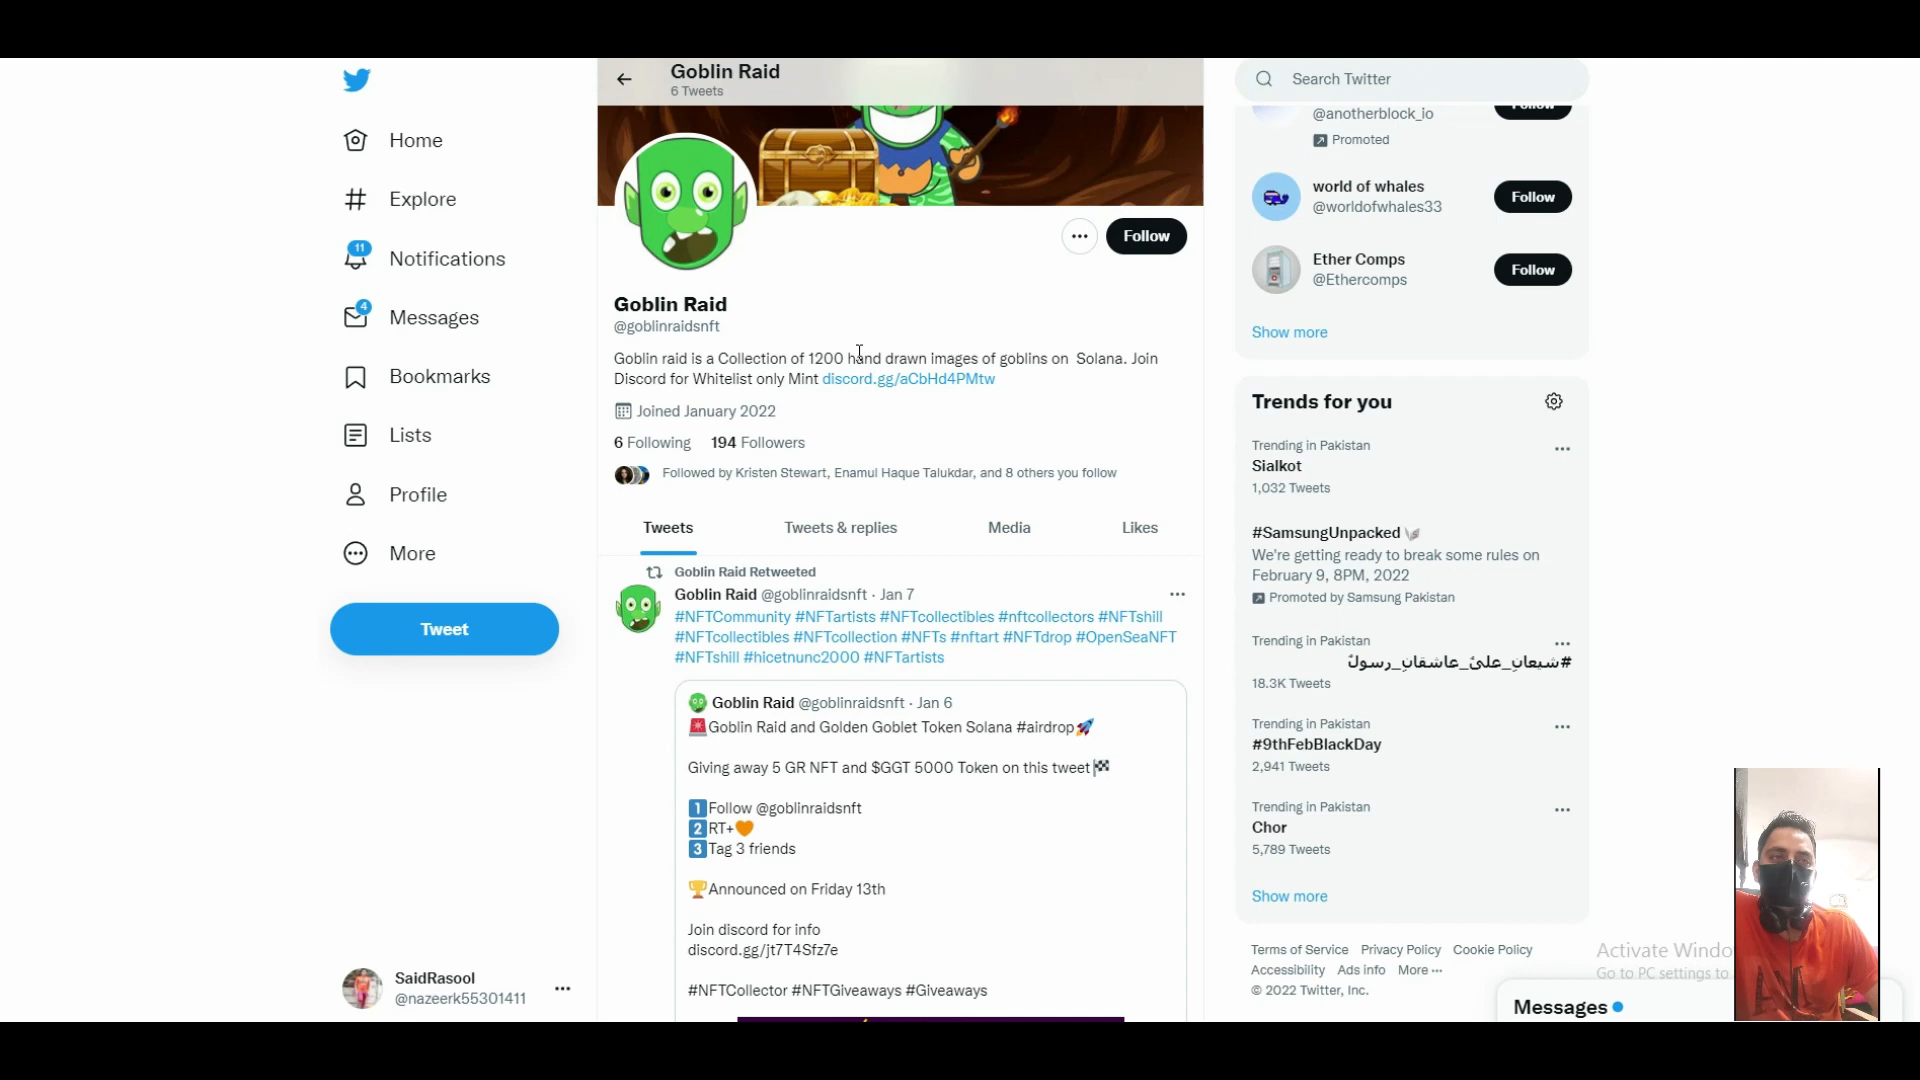 Goblin Raid
6 Tweets
Home
Explore
11
Notifications
4
Messages
Bookmarks
Lists
Profile
More
Tweet
SaidRasool
@nazeerk55301411
Follow
Goblin Raid
@goblinraidsnft
Goblin raid is a Collection of 1200 hand drawn images of goblins on Solana. Join
Discord for Whitelist only Mint discord.gg/aCbHd4PMtw
Joined January 2022
6 Following 194 Followers
Followed by Kristen Stewart, Enamul Haque Talukdar, and 8 others you follow
Tweets
Tweets & replies
Media
Likes
Goblin Raid Retweeted
Goblin Raid @goblinraidsnft · Jan 7
#NFTCommunity #NFTartists #NFTcollectibles #nftcollectors #NFTshill
#NFTcollectibles #NFTcollection #NFTs #nftart #NFTdrop #OpenSeaNFT
#NFTshill #hicetnunc2000 #NFTartists
Goblin Raid @goblinraidsnft · Jan 6
🚨Goblin Raid and Golden Goblet Token Solana #airdrop🚀
Giving away 5 GR NFT and $GGT 5000 Token on this tweet🏁
1️⃣Follow @goblinraidsnft
2️⃣RT+🧡
3️⃣Tag 3 friends
🏆Announced on Friday 13th
Join discord for info
discord.gg/jt7T4Sfz7e
#NFTCollector #NFTGiveaways #Giveaways
Search Twitter
@anotherblock_io
Follow
Promoted
world of whales
@worldofwhales33
Follow
Ether Comps
@Ethercomps
Follow
Show more
Trends for you
Trending in Pakistan
Sialkot
1,032 Tweets
#SamsungUnpacked
We're getting ready to break some rules on
February 9, 8PM, 2022
Promoted by Samsung Pakistan
Trending in Pakistan
#شیعانِ_علیؑ_عاشقانِ_رسولؐ
18.3K Tweets
Trending in Pakistan
#9thFebBlackDay
2,941 Tweets
Trending in Pakistan
Chor
5,789 Tweets
Show more
Terms of Service Privacy Policy Cookie Policy
Accessibility Ads info More ···
© 2022 Twitter, Inc.
Activate
Go to PC settings to
Messages